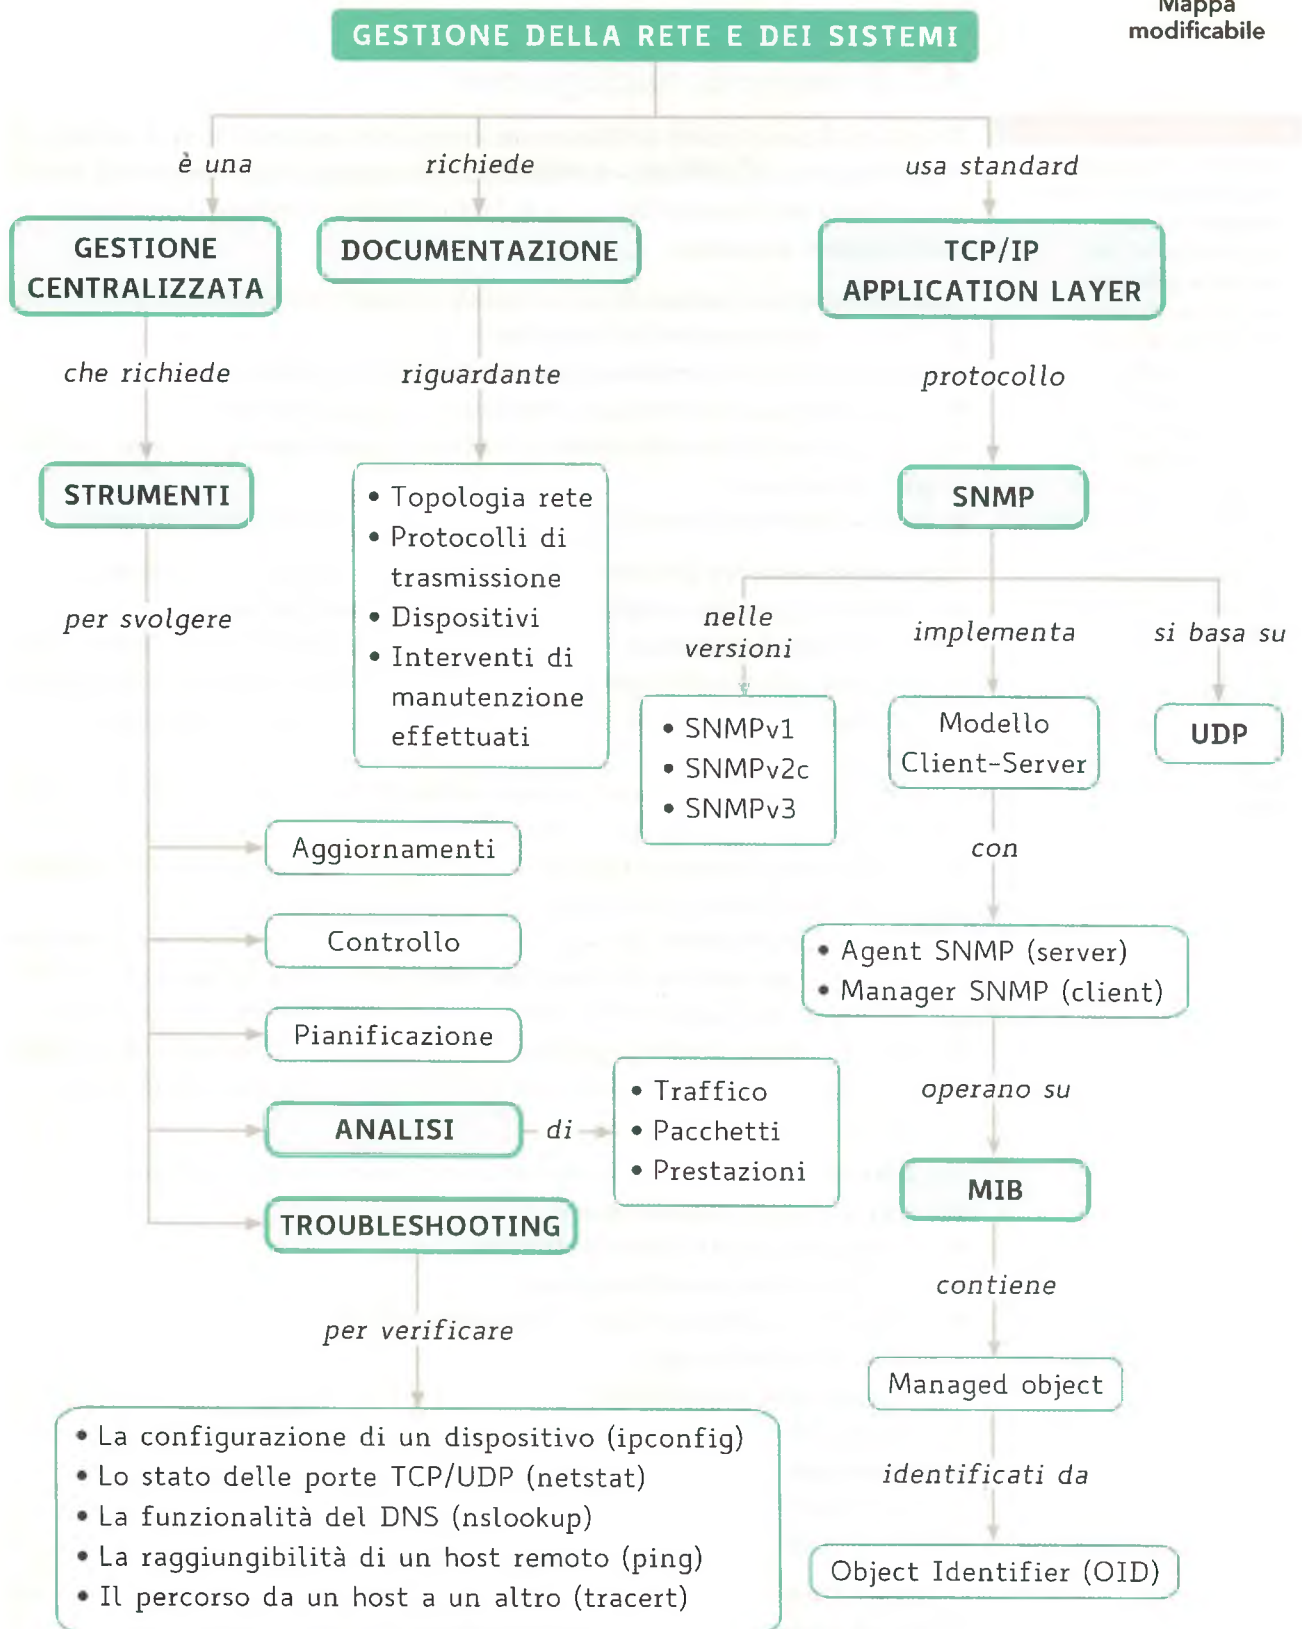 Mappa
modificabile
GESTIONE DELLA RETE E DEI SISTEMI
è una
richiede
usa standard
GESTIONE
CENTRALIZZATA
DOCUMENTAZIONE
TCP/IP
APPLICATION LAYER
che richiede
riguardante
protocollo
STRUMENTI
• Topologia rete
• Protocolli di
trasmissione
• Dispositivi
• Interventi di
manutenzione
effettuati
SNMP
per svolgere
nelle
versioni
implementa
si basa su
• SNMPv1
• SNMPv2c
• SNMPv3
Modello
Client-Server
UDP
con
Aggiornamenti
Controllo
Pianificazione
ANALISI
di
• Traffico
• Pacchetti
• Prestazioni
TROUBLESHOOTING
• Agent SNMP (server)
• Manager SNMP (client)
operano su
MIB
contiene
Managed object
identificati da
Object Identifier (OID)
per verificare
• La configurazione di un dispositivo (ipconfig)
• Lo stato delle porte TCP/UDP (netstat)
• La funzionalità del DNS (nslookup)
• La raggiungibilità di un host remoto (ping)
• Il percorso da un host a un altro (tracert)